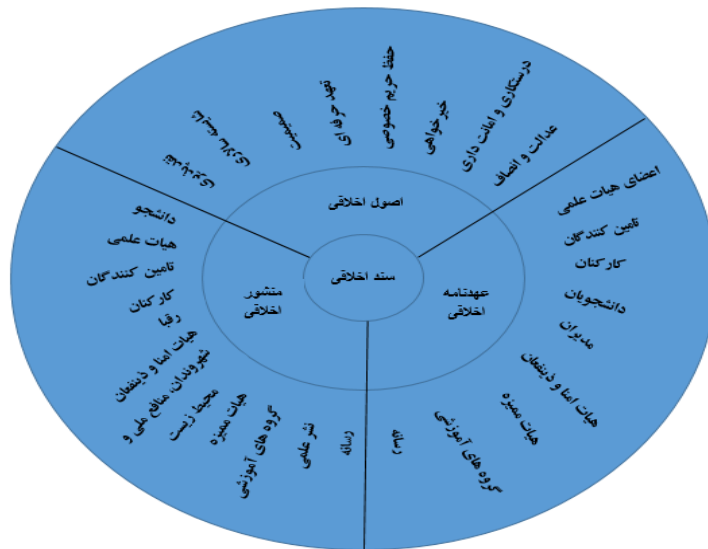 سند اخلاقی
اصول اخلاقی
عدالت و انصاف
درستکاری و امانت داری
خیرخواهی
حفظ حریم خصوصی
تعهد حرفه ای
صمیمیت
شایسته سالاری
نقدپذیری
منشور
اخلاقی
دانشجو
هیات علمی
تامین کنندگان
کارکنان
رقبا
هیات امنا و ذینفعان
شهروندان، منافع ملی و
محیط زیست
هیات ممیزه
گروه های آموزشی
نشر علمی
رسانه
عهدنامه
اخلاقی
اعضای هیات علمی
تامین کنندگان
کارکنان
دانشجویان
مدیران
هیات امنا و ذینفعان
هیات ممیزه
گروه های آموزشی
رسانه